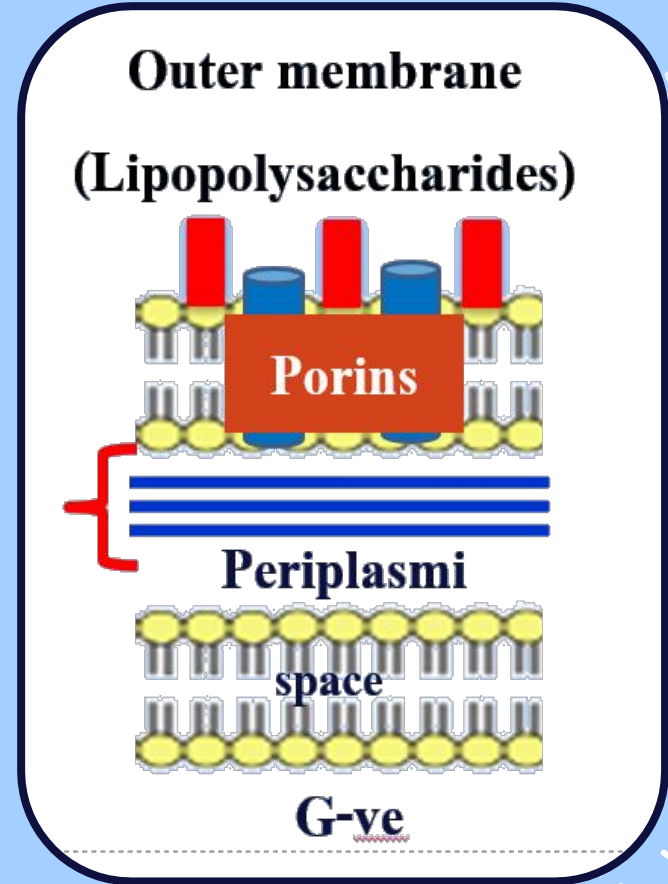 Outer membrane
(Lipopolysaccharides)
Porins
Periplasmi
space
G-ve